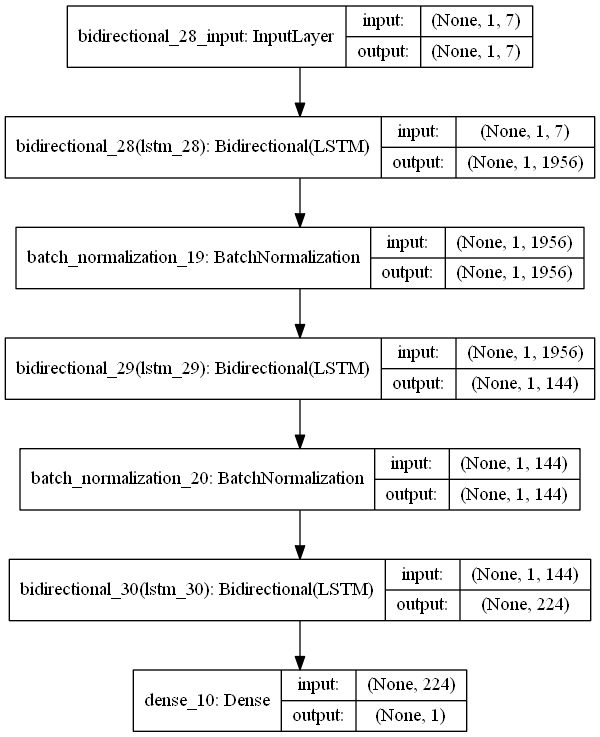 bidirectional_28_input: InputLayer
input: (None, 1, 7)
output: (None, 1, 7)
bidirectional_28(lstm_28): Bidirectional(LSTM)
input: (None, 1, 7)
output: (None, 1, 1956)
batch_normalization_19: BatchNormalization
input: (None, 1, 1956)
output: (None, 1, 1956)
bidirectional_29(lstm_29): Bidirectional(LSTM)
input: (None, 1, 1956)
output: (None, 1, 144)
batch_normalization_20: BatchNormalization
input: (None, 1, 144)
output: (None, 1, 144)
bidirectional_30(lstm_30): Bidirectional(LSTM)
input: (None, 1, 144)
output: (None, 224)
dense_10: Dense
input: (None, 224)
output: (None, 1)